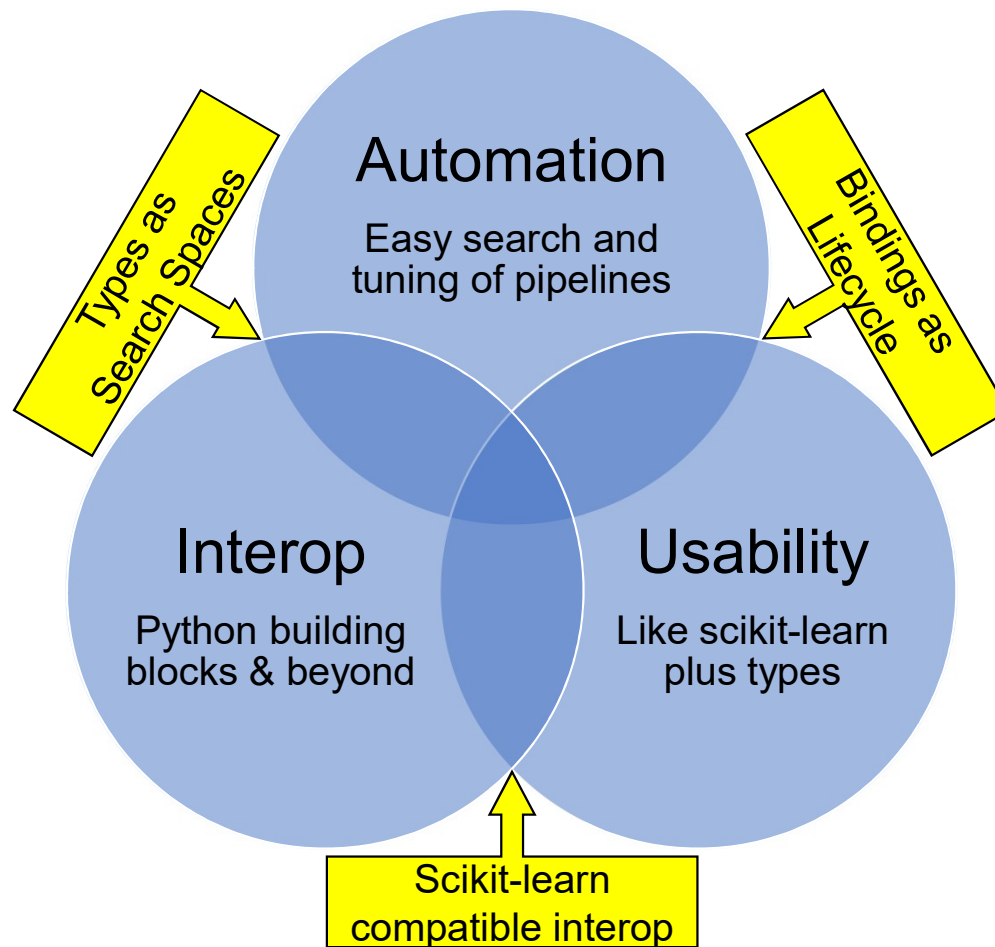 Automation
Easy search and
tuning of pipelines
Types as
Search Spaces
Bindings as
Lifecycle
Interop
Python building
blocks & beyond
Usability
Like scikit-learn
plus types
Scikit-learn
compatible interop